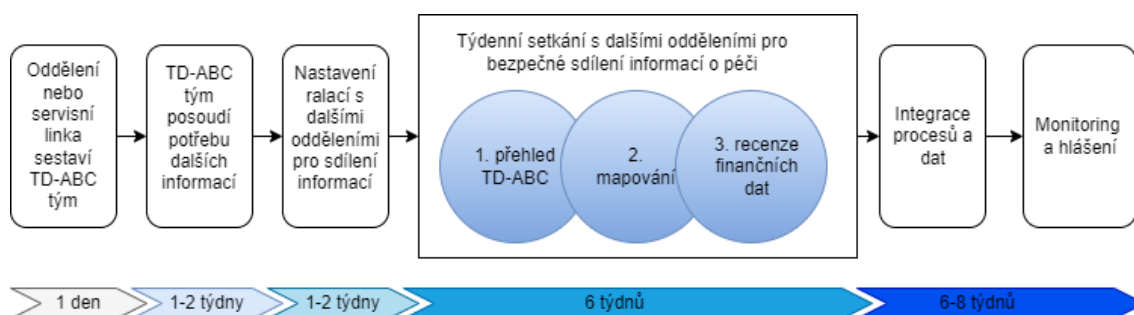 Oddělení
nebo
servisní
linka
sestaví
TD-ABC
tým
TD-ABC
tým
posoudí
potřebu
dalších
informací
Nastavení
ralací s
dalšími
odděleními
pro sdílení
informací
Týdenní setkání s dalšími odděleními pro
bezpečné sdílení informací o péči
1. přehled
TD-ABC
2.
mapování
3. recenze
finančních
dat
Integrace
procesů a
dat
Monitoring
a hlášení
1 den
1-2 týdny
1-2 týdny
6 týdnů
6-8 týdnů